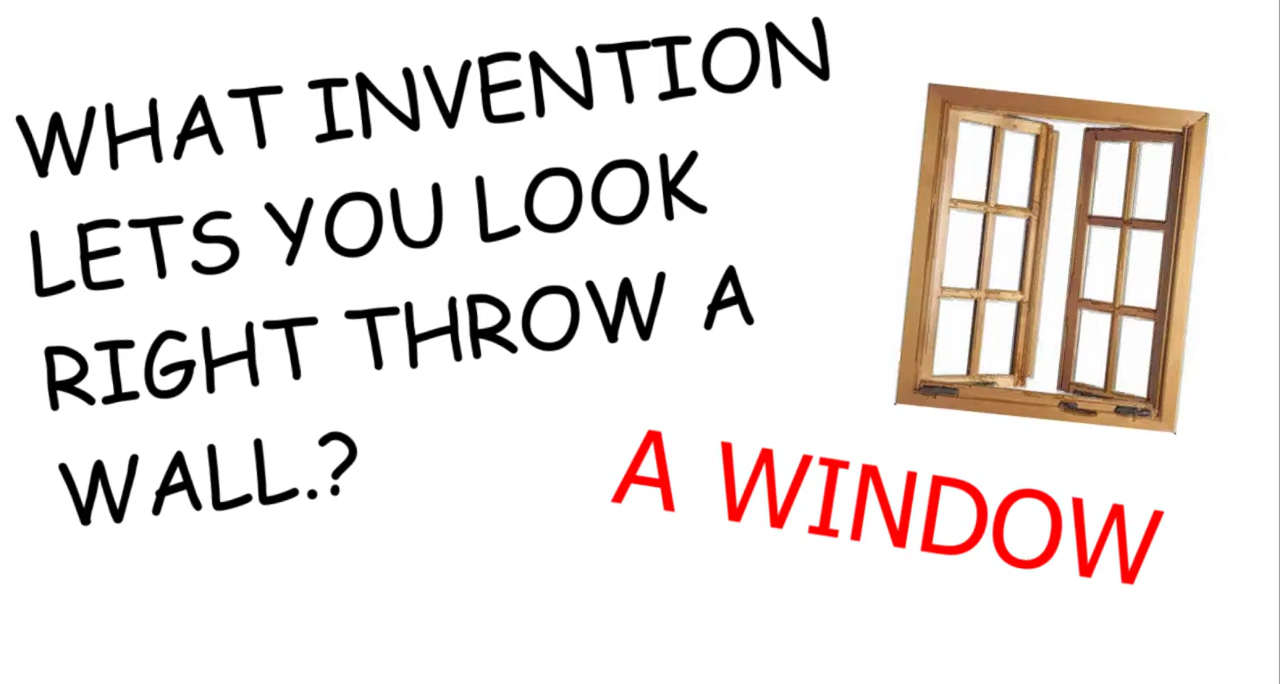 WHAT INVENTION
LETS YOU LOOK
RIGHT THROW A
WALL.?
A WINDOW